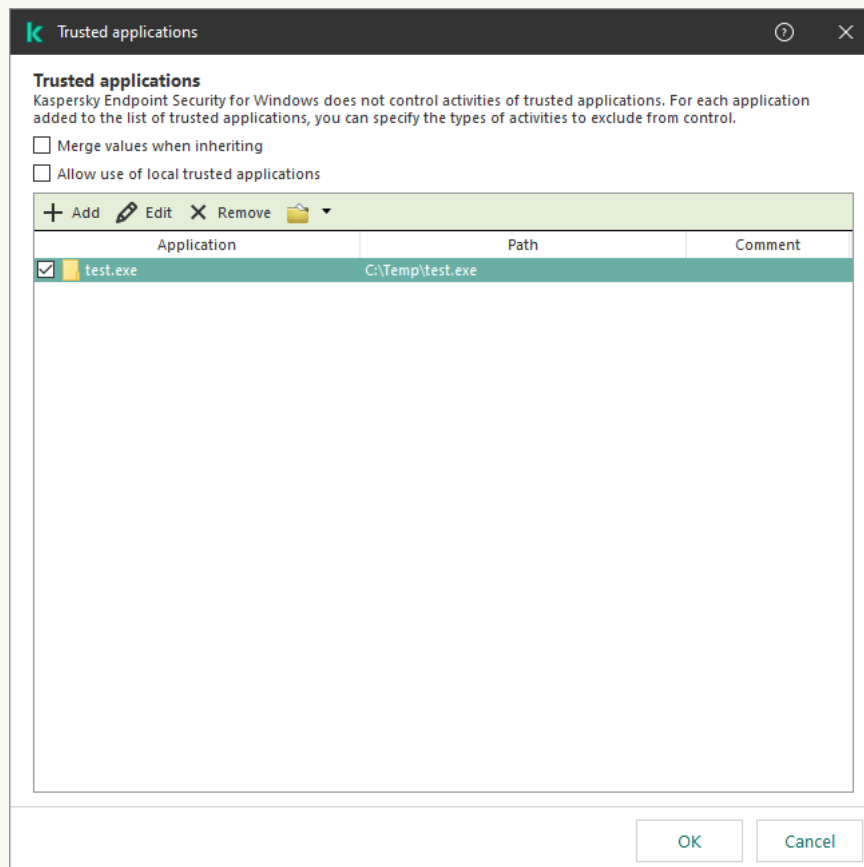 Trusted applications
Trusted applications
Kaspersky Endpoint Security for Windows does not control activities of trusted applications. For each application
added to the list of trusted applications, you can specify the types of activities to exclude from control.
Merge values when inheriting
Allow use of local trusted applications
Add Edit Remove
Application Path Comment
test.exe C:\Temp\test.exe
OK Cancel